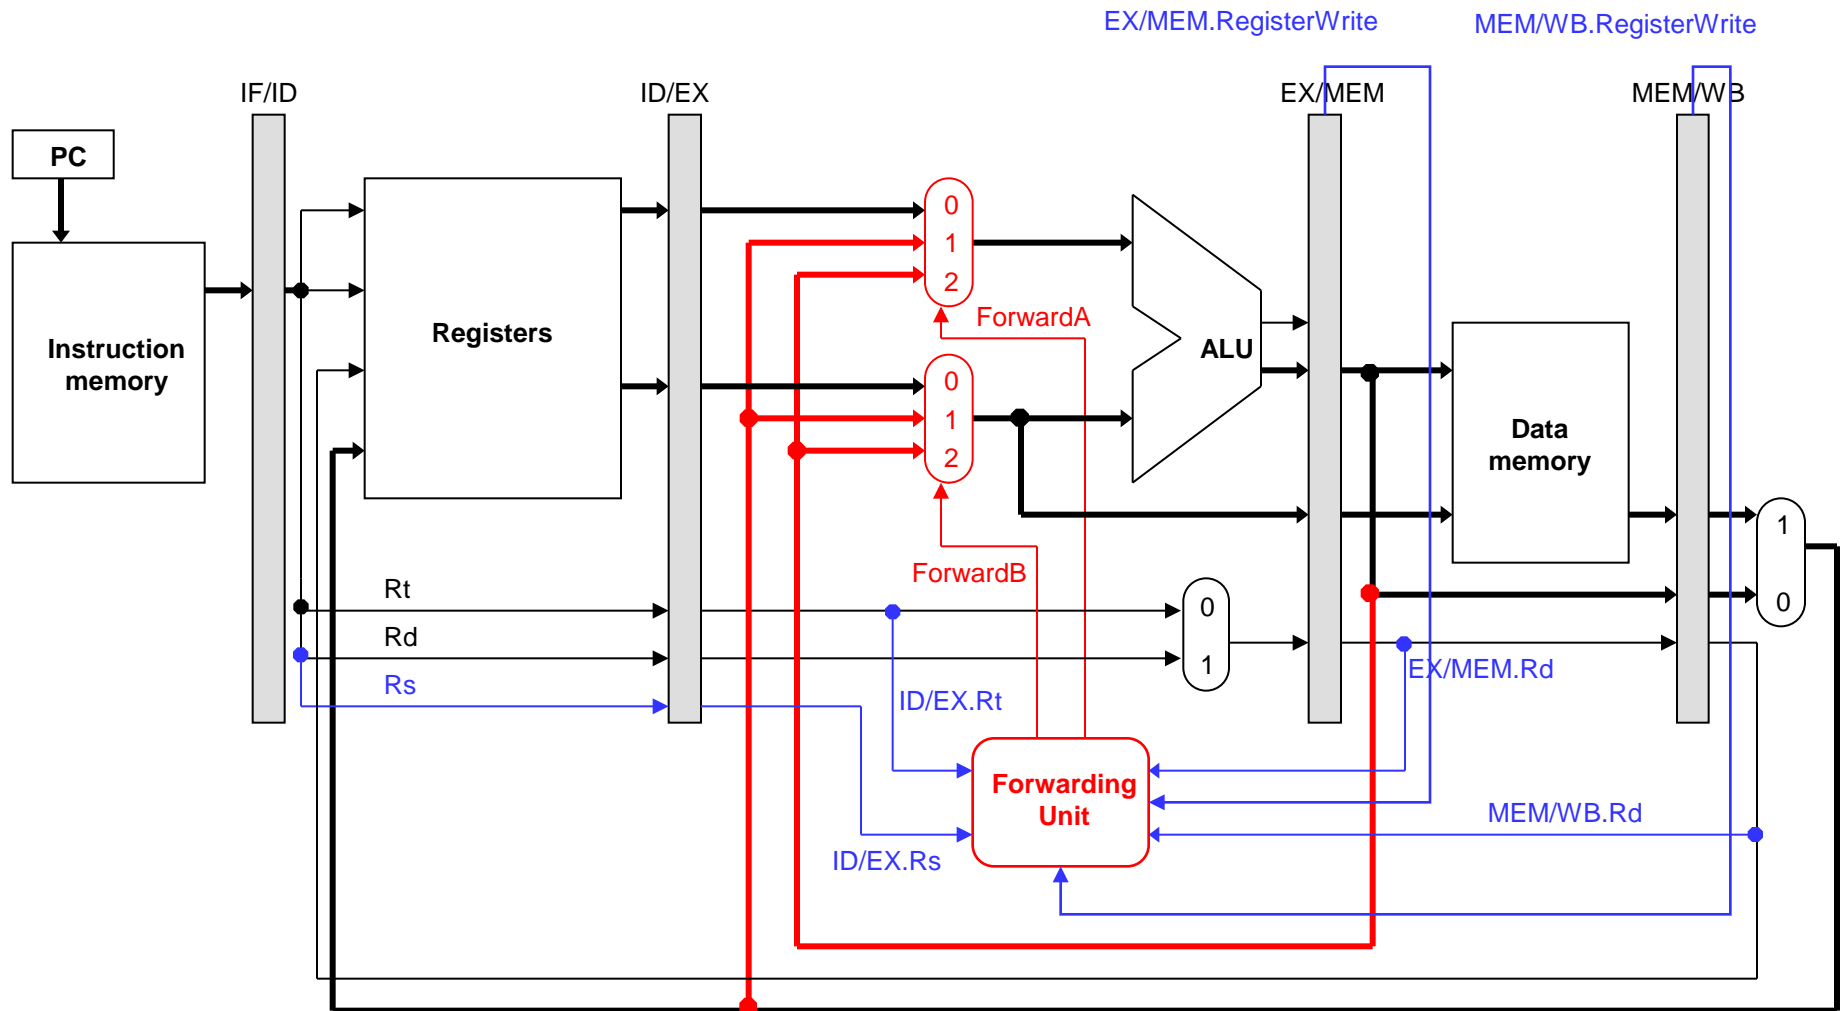 EX/MEM.RegisterWrite
MEM/WB.RegisterWrite
IF/ID
ID/EX
EX/MEM
MEM/WB
PC
0
1
2
ForwardA
Registers
Instruction
memory
ALU
0
1
2
Data
memory
1
0
ForwardB
Rt
Rd
Rs
0
1
EX/MEM.Rd
ID/EX.Rt
Forwarding
Unit
MEM/WB.Rd
ID/EX.Rs